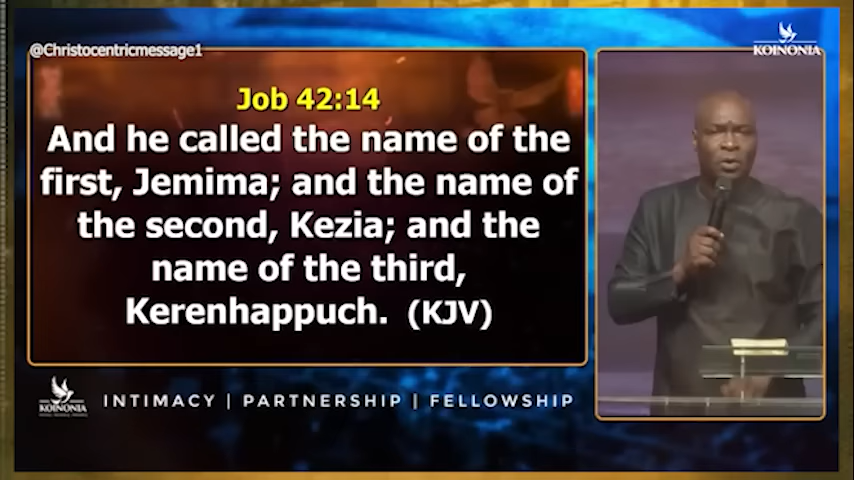 @Christocentricmessage1
KOINONIA
Job 42:14
And he called the name of the
first, Jemima; and the name of
the second, Kezia; and the
name of the third,
Kerenhappuch. (KJV)
KOINONIA
INTIMACY | PARTNERSHIP | FELLOWSHIP